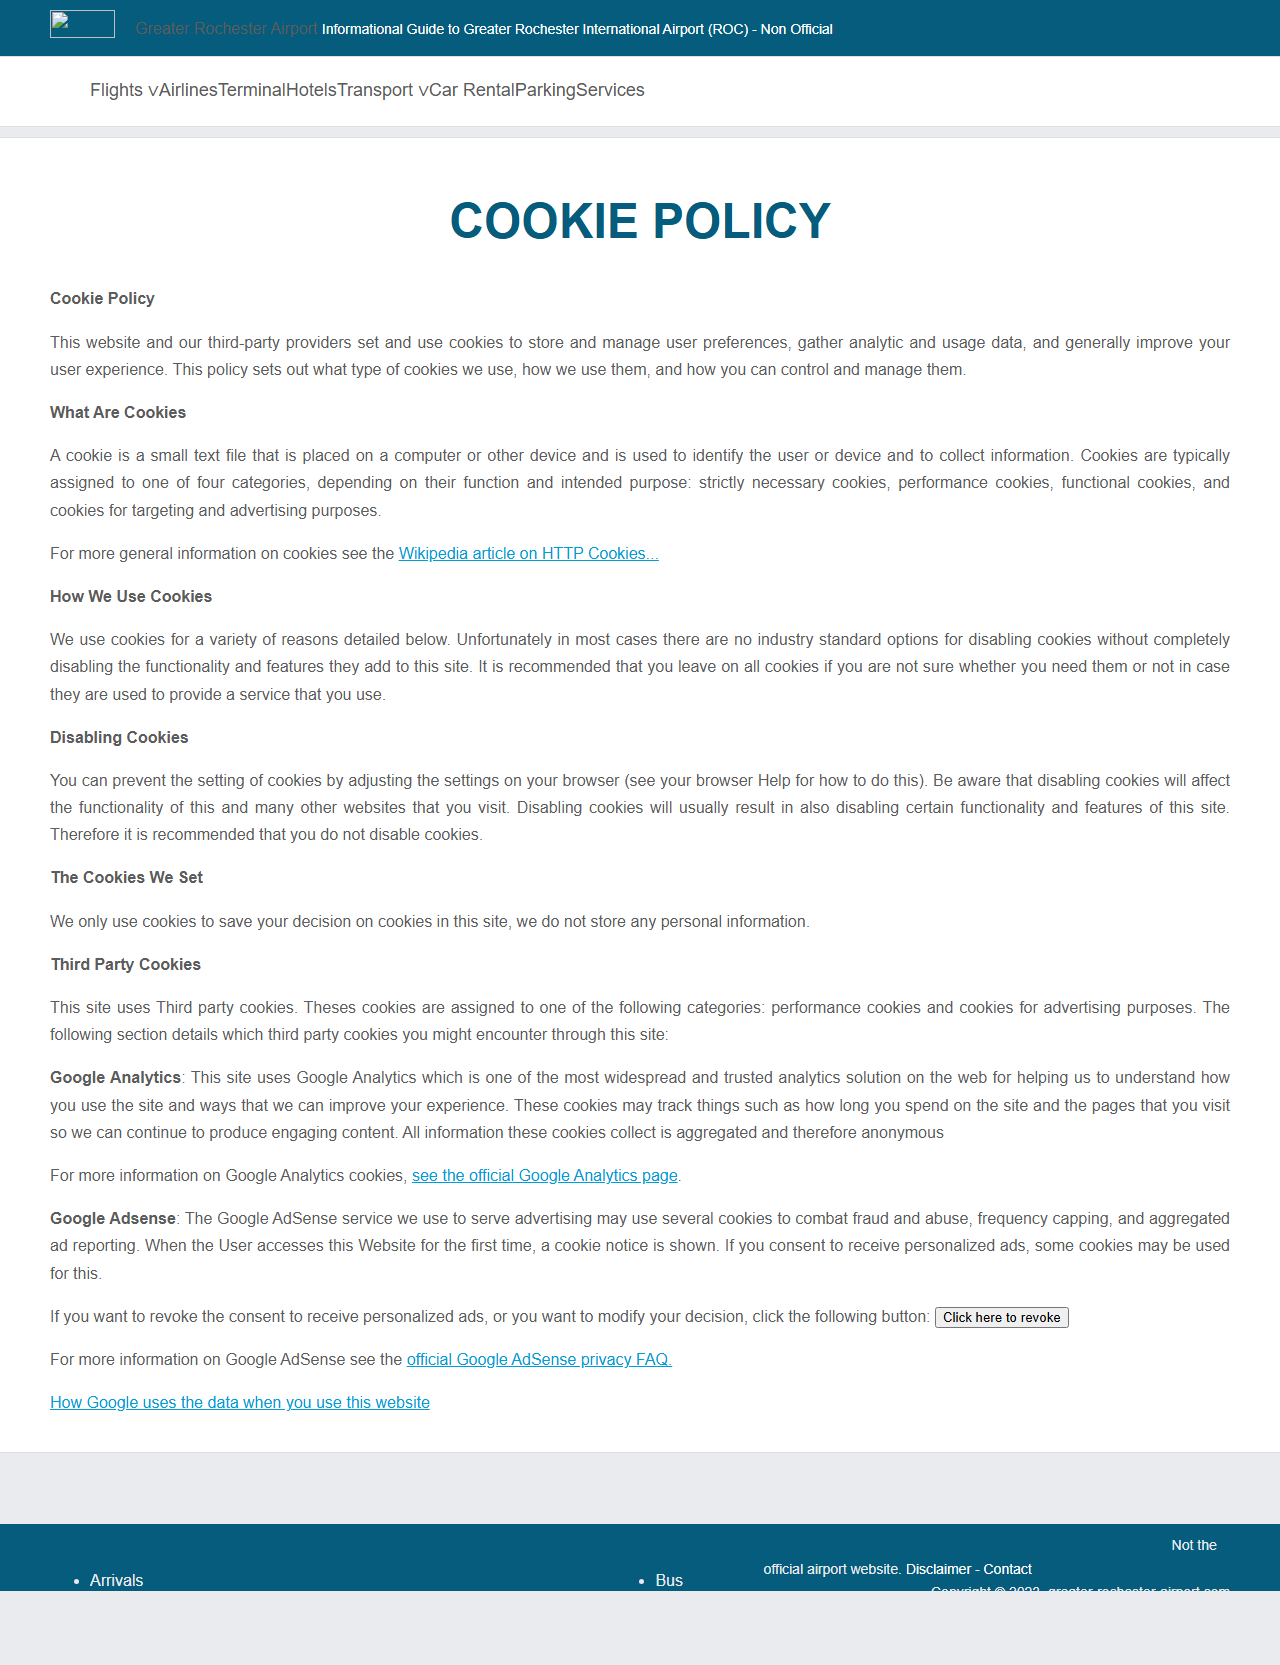 Greater Rochester Airport Informational Guide to Greater Rochester International Airport (ROC) - Non Official
Flights ˅AirlinesTerminalHotelsTransport ˅Car RentalParkingServices
COOKIE POLICY
Cookie Policy
This website and our third-party providers set and use cookies to store and manage user preferences, gather analytic and usage data, and generally improve your
user experience. This policy sets out what type of cookies we use, how we use them, and how you can control and manage them.
What Are Cookies
A cookie is a small text file that is placed on a computer or other device and is used to identify the user or device and to collect information. Cookies are typically
assigned to one of four categories, depending on their function and intended purpose: strictly necessary cookies, performance cookies, functional cookies, and
cookies for targeting and advertising purposes.
For more general information on cookies see the Wikipedia article on HTTP Cookies...
How We Use Cookies
We use cookies for a variety of reasons detailed below. Unfortunately in most cases there are no industry standard options for disabling cookies without completely
disabling the functionality and features they add to this site. It is recommended that you leave on all cookies if you are not sure whether you need them or not in case
they are used to provide a service that you use.
Disabling Cookies
You can prevent the setting of cookies by adjusting the settings on your browser (see your browser Help for how to do this). Be aware that disabling cookies will affect
the functionality of this and many other websites that you visit. Disabling cookies will usually result in also disabling certain functionality and features of this site.
Therefore it is recommended that you do not disable cookies.
The Cookies We Set
We only use cookies to save your decision on cookies in this site, we do not store any personal information.
Third Party Cookies
This site uses Third party cookies. Theses cookies are assigned to one of the following categories: performance cookies and cookies for advertising purposes. The
following section details which third party cookies you might encounter through this site:
Google Analytics: This site uses Google Analytics which is one of the most widespread and trusted analytics solution on the web for helping us to understand how
you use the site and ways that we can improve your experience. These cookies may track things such as how long you spend on the site and the pages that you visit
so we can continue to produce engaging content. All information these cookies collect is aggregated and therefore anonymous
For more information on Google Analytics cookies, see the official Google Analytics page.
Google Adsense: The Google AdSense service we use to serve advertising may use several cookies to combat fraud and abuse, frequency capping, and aggregated
ad reporting. When the User accesses this Website for the first time, a cookie notice is shown. If you consent to receive personalized ads, some cookies may be used
for this.
If you want to revoke the consent to receive personalized ads, or you want to modify your decision, click the following button: Click here to revoke
For more information on Google AdSense see the official Google AdSense privacy FAQ.
How Google uses the data when you use this website
Not the
official airport website. Disclaimer - Contact
• Arrivals
• Bus
Copyright © 2023. greater-rochester-airport.com